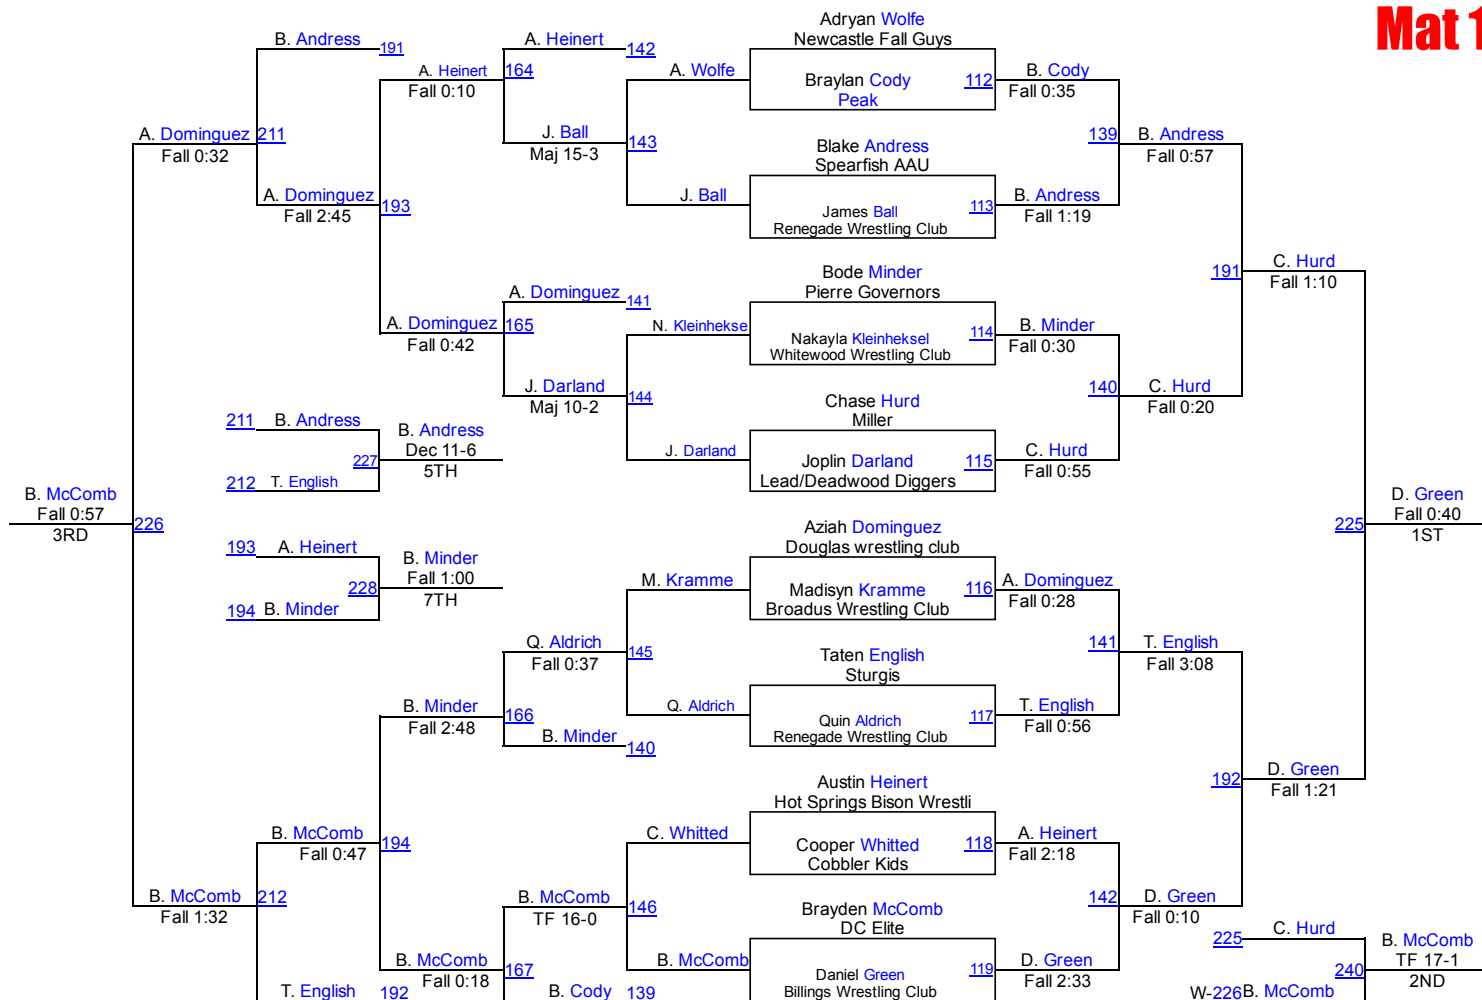 Mat 1
Adryan Wolfe
Newcastle Fall Guys
B. Andress
191
A. Heinert
142
A. Heinert
164
Fall 0:10
A. Wolfe
Braylan Cody
Peak
112
B. Cody
Fall 0:35
A. Dominguez
211
Fall 0:32
J. Ball
Maj 15-3
143
Blake Andress
Spearfish AAU
139
B. Andress
Fall 0:57
A. Dominguez
Fall 2:45
193
J. Ball
James Ball
Renegade Wrestling Club
113
B. Andress
Fall 1:19
Bode Minder
Pierre Governors
191
C. Hurd
Fall 1:10
A. Dominguez
141
A. Dominguez
165
Fall 0:42
N. Kleinhekse
Nakayla Kleinheksel
Whitewood Wrestling Club
114
B. Minder
Fall 0:30
J. Darland
Maj 10-2
144
Chase Hurd
Miller
140
C. Hurd
Fall 0:20
211
B. Andress
B. Andress
Dec 11-6
5TH
227
212
T. English
J. Darland
Joplin Darland
Lead/Deadwood Diggers
115
C. Hurd
Fall 0:55
B. McComb
Fall 0:57
3RD
226
Aziah Dominguez
Douglas wrestling club
225
D. Green
Fall 0:40
1ST
193
A. Heinert
B. Minder
Fall 1:00
7TH
228
194
B. Minder
M. Kramme
Madisyn Kramme
Broadus Wrestling Club
116
A. Dominguez
Fall 0:28
Q. Aldrich
Fall 0:37
145
Taten English
Sturgis
141
T. English
Fall 3:08
B. Minder
Fall 2:48
166
B. Minder
140
Q. Aldrich
Quin Aldrich
Renegade Wrestling Club
117
T. English
Fall 0:56
Austin Heinert
Hot Springs Bison Wrestli
192
D. Green
Fall 1:21
B. McComb
Fall 0:47
194
C. Whitted
Cooper Whitted
Cobbler Kids
118
A. Heinert
Fall 2:18
B. McComb
Fall 1:32
212
B. McComb
TF 16-0
146
Brayden McComb
DC Elite
142
D. Green
Fall 0:10
225
C. Hurd
B. McComb
TF 17-1
2ND
240
W-226
B. McComb
B. McComb
Fall 0:18
167
B. McComb
Daniel Green
Billings Wrestling Club
119
D. Green
Fall 2:33
T. English
192
B. Cody
139